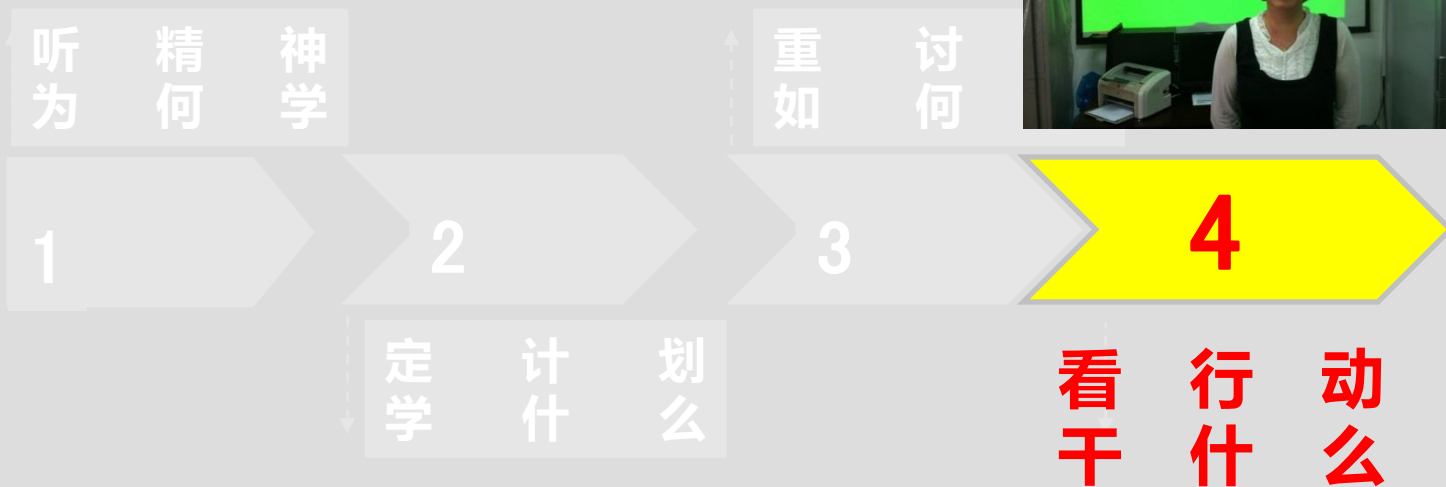 听 精 神
为 何 学
重 讨
如 何
1
2
3
4
定 计 划
学 什 么
看 行 动
干 什 么